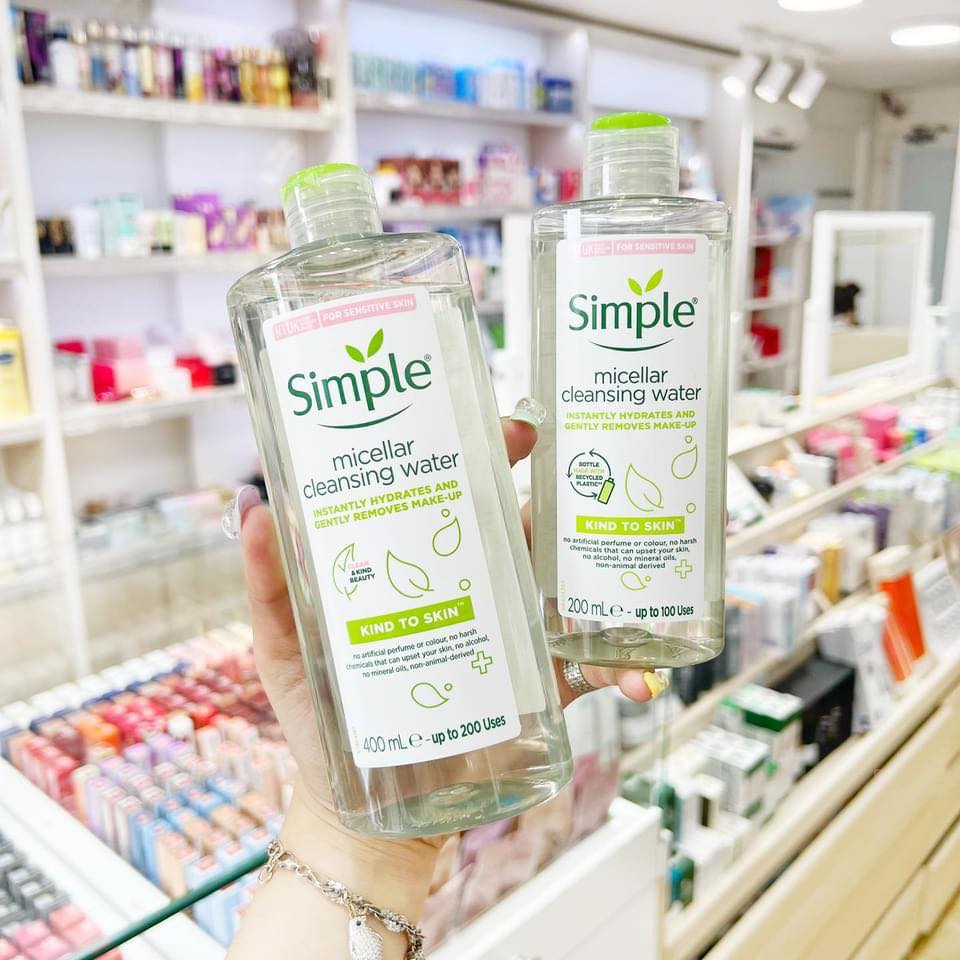 FOR SENSITIVE SKIN
Simple®
micellar
cleansing water
INSTANTLY HYDRATES AND
GENTLY REMOVES MAKE-UP
CLEAN
& KIND
BEAUTY
KIND TO SKIN™
no artificial perfume or colour, no harsh
chemicals that can upset your skin, no alcohol,
no mineral oils, non-animal-derived
400 mL℮ - up to 200 Uses
UK
FOR SENSITIVE SKIN
Simple®
micellar
cleansing water
INSTANTLY HYDRATES AND
GENTLY REMOVES MAKE-UP
BOTTLE
MADE WITH
RECYCLED
PLASTIC
KIND TO SKIN™
no artificial perfume or colour, no harsh
chemicals that can upset your skin,
no alcohol, no mineral oils,
non-animal derived
200 mL℮ - up to 100 Uses